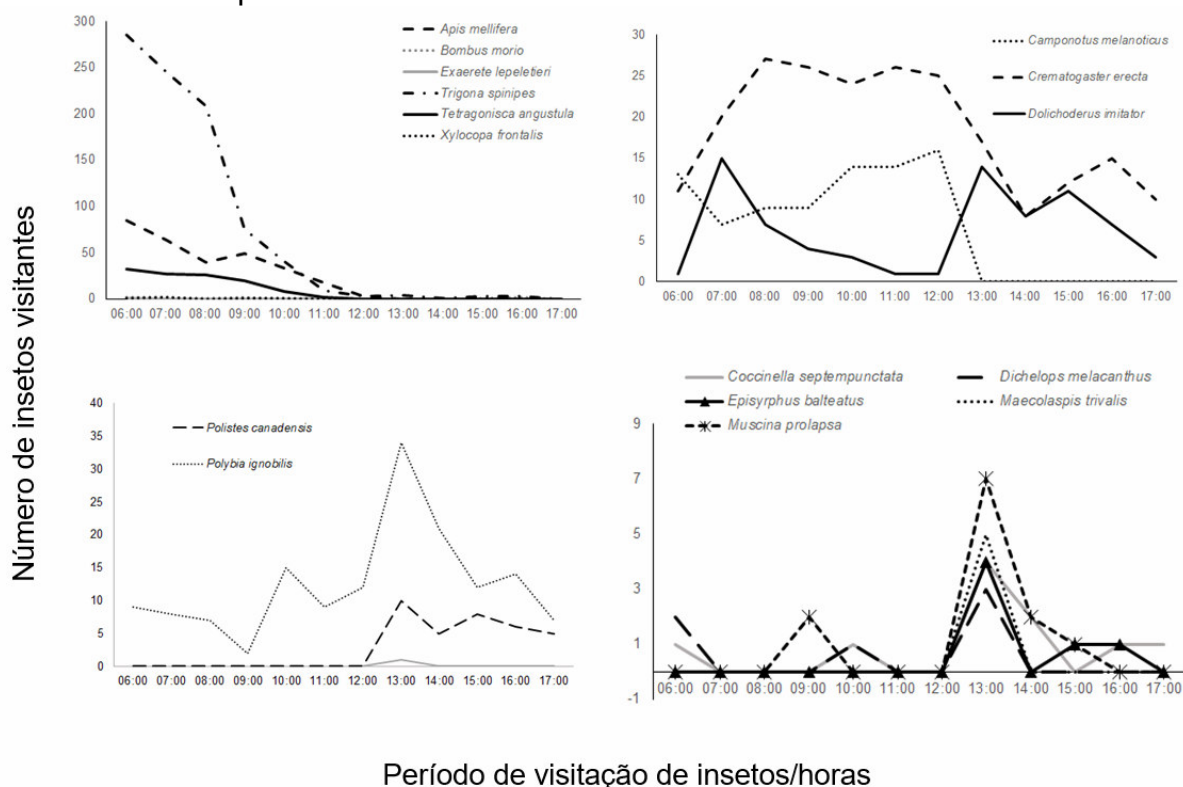 300
250
200
150
100
50
0
06:00 07:00 08:00 09:00 10:00 11:00 12:00 13:00 14:00 15:00 16:00 17:00
Apis mellifera
Bombus morio
Exaerete lepeletieri
Trigona spinipes
Tetragonisca angustula
Xylocopa frontalis
30
25
20
15
10
5
0
06:00 07:00 08:00 09:00 10:00 11:00 12:00 13:00 14:00 15:00 16:00 17:00
Camponotus melanoticus
Crematogaster erecta
Dolichoderus imitator
Número de insetos visitantes
40
35
30
25
20
15
10
5
0
06:00 07:00 08:00 09:00 10:00 11:00 12:00 13:00 14:00 15:00 16:00 17:00
Polistes canadensis
Polybia ignobilis
Coccinella septempunctata Dichelops melacanthus
Episyrphus balteatus Maecolaspis trivalis
Muscina prolapsa
9
7
5
3
1
-1
06:00 07:00 08:00 09:00 10:00 11:00 12:00 13:00 14:00 15:00 16:00 17:00
Período de visitação de insetos/horas